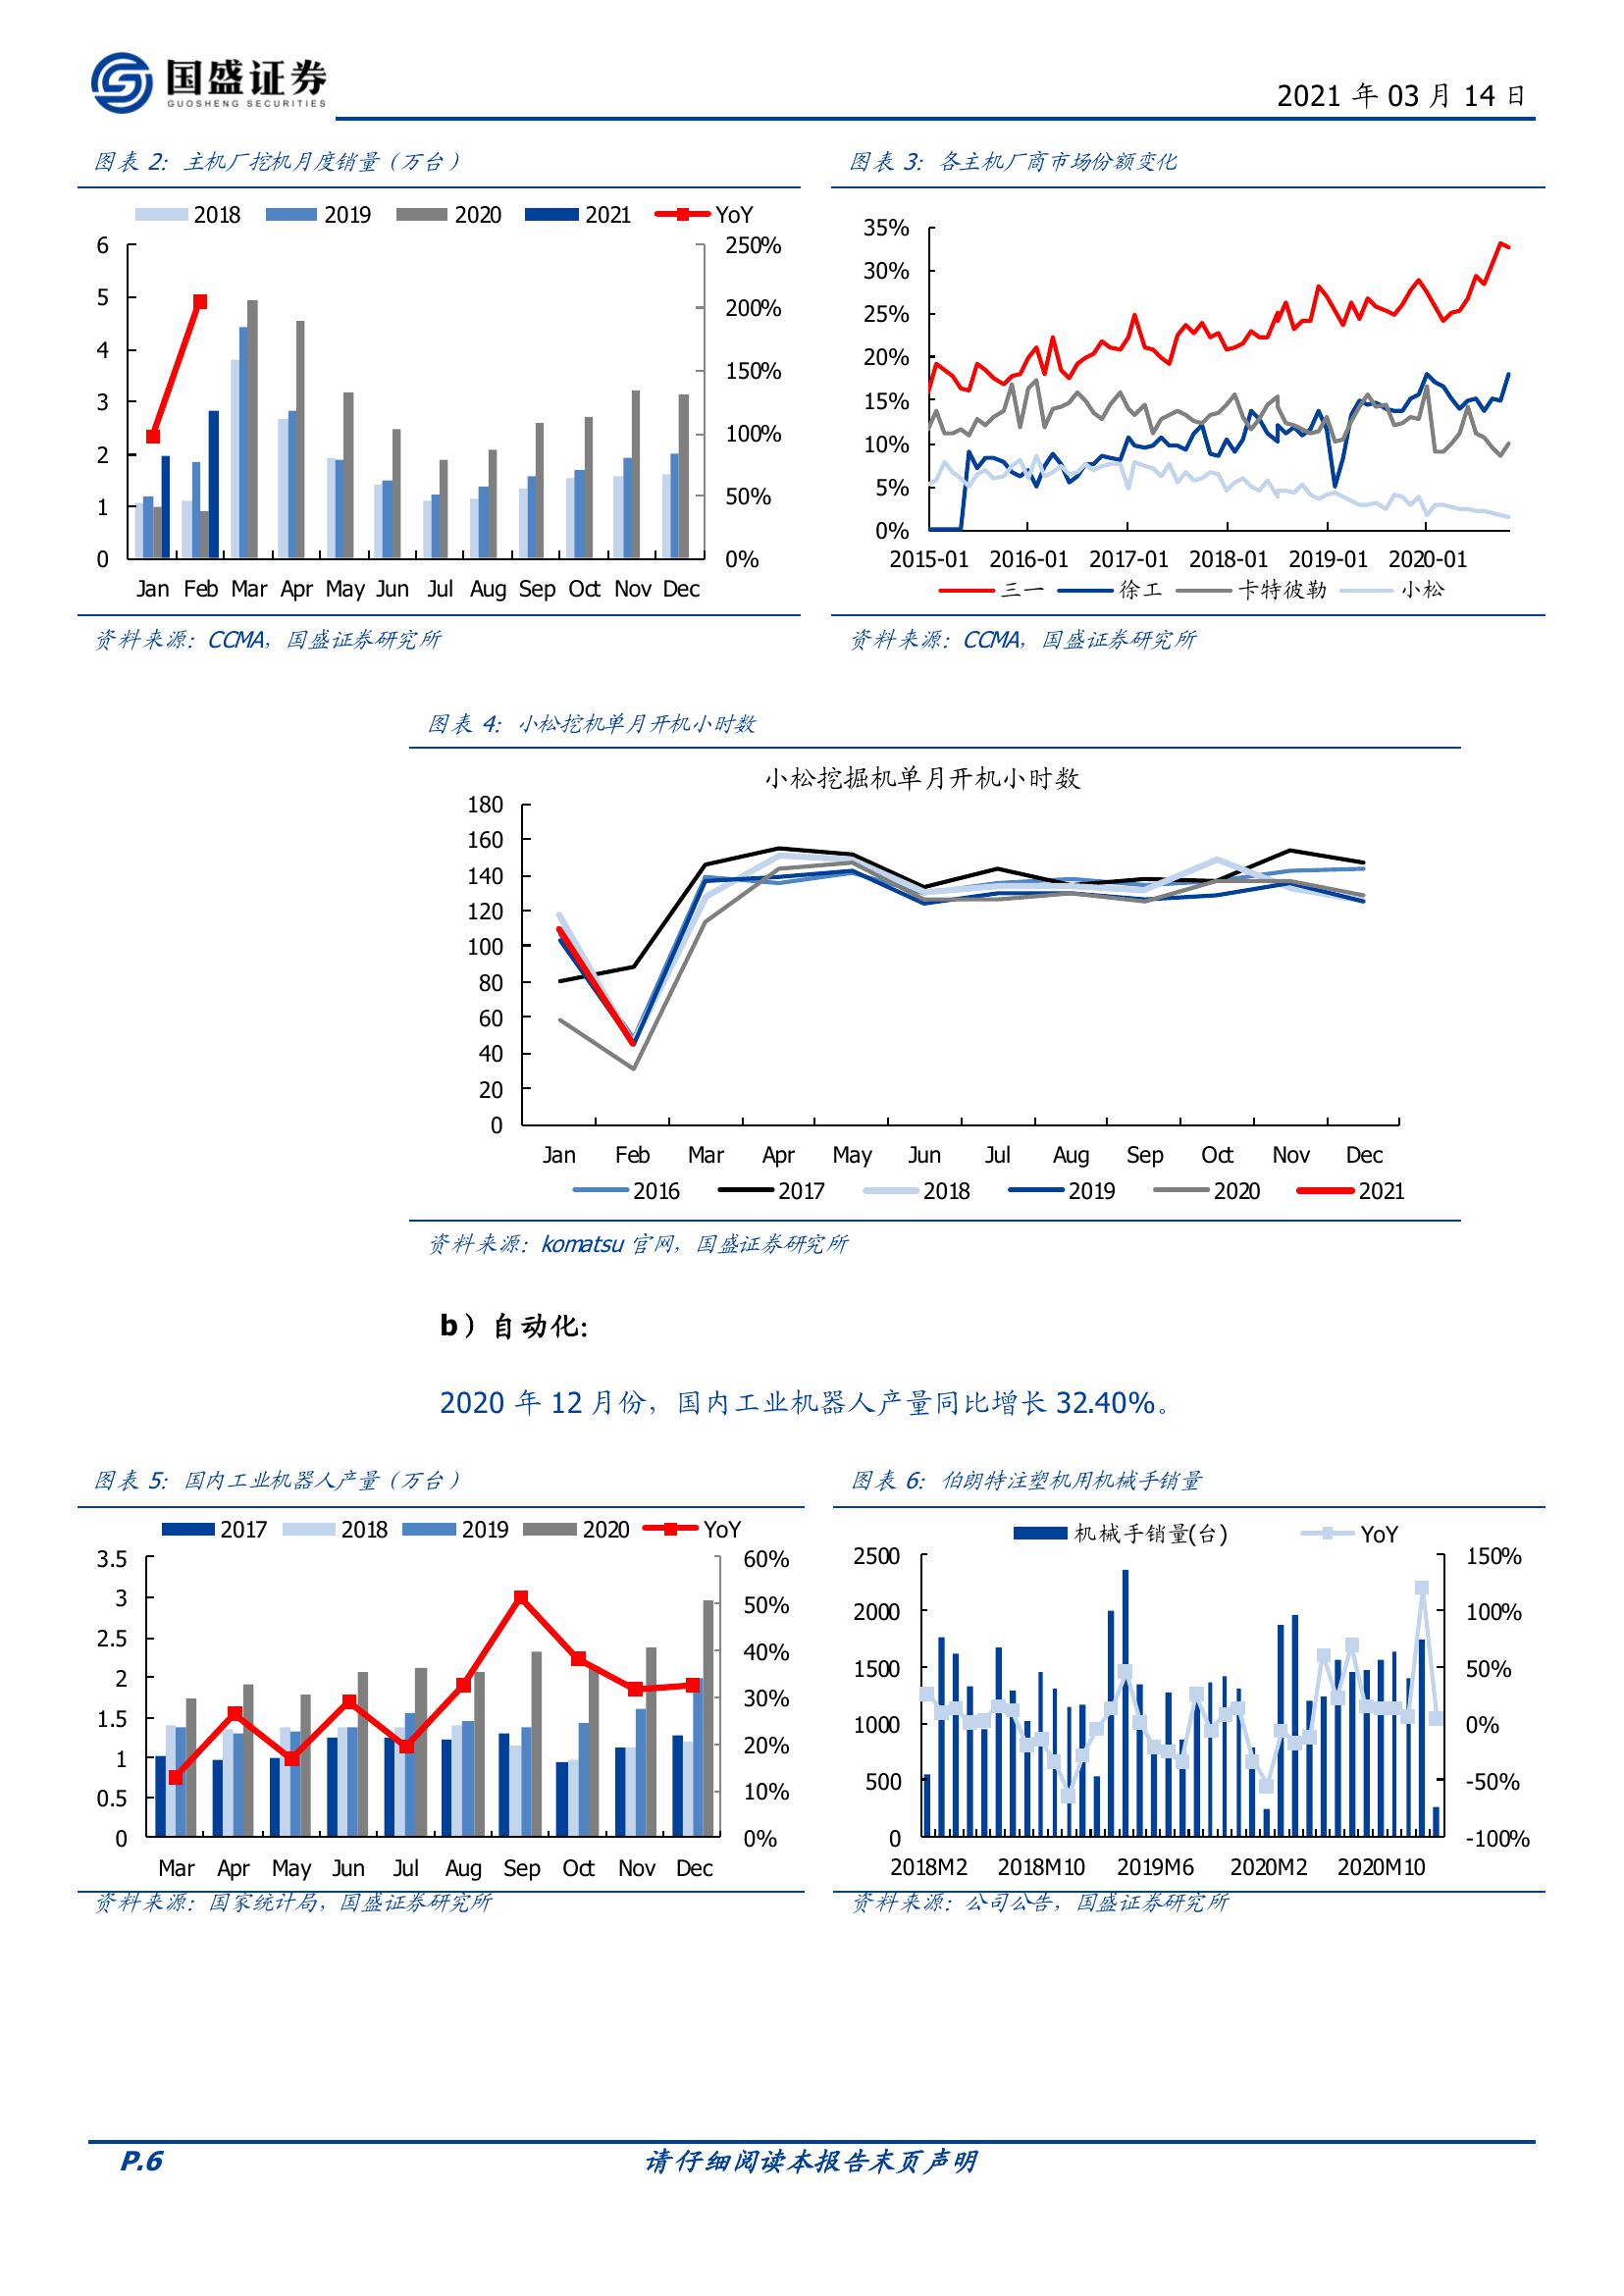 国盛证券
GUOSHENG SECURITIES
2021 年 03 月 14 日
图表 2：主机厂挖机月度销量（万台）
2018 2019 2020 2021 YoY
6
5
4
3
2
1
0
250%
200%
150%
100%
50%
0%
Jan Feb Mar Apr May Jun Jul Aug Sep Oct Nov Dec
资料来源：CCMA，国盛证券研究所
图表 3：各主机厂商市场份额变化
35%
30%
25%
20%
15%
10%
5%
0%
2015-01 2016-01 2017-01 2018-01 2019-01 2020-01
三一 徐工 卡特彼勒 小松
资料来源：CCMA，国盛证券研究所
图表 4：小松挖机单月开机小时数
小松挖掘机单月开机小时数
180
160
140
120
100
80
60
40
20
0
Jan Feb Mar Apr May Jun Jul Aug Sep Oct Nov Dec
2016 2017 2018 2019 2020 2021
资料来源：komatsu 官网，国盛证券研究所
b）自动化：
2020 年 12 月份，国内工业机器人产量同比增长 32.40%。
图表 5：国内工业机器人产量（万台）
2017 2018 2019 2020 YoY
3.5
3
2.5
2
1.5
1
0.5
0
60%
50%
40%
30%
20%
10%
0%
Mar Apr May Jun Jul Aug Sep Oct Nov Dec
资料来源：国家统计局，国盛证券研究所
图表 6：伯朗特注塑机用机械手销量
机械手销量(台) YoY
2500
2000
1500
1000
500
0
150%
100%
50%
0%
-50%
-100%
2018M2 2018M10 2019M6 2020M2 2020M10
资料来源：公司公告，国盛证券研究所
P.6
请仔细阅读本报告末页声明